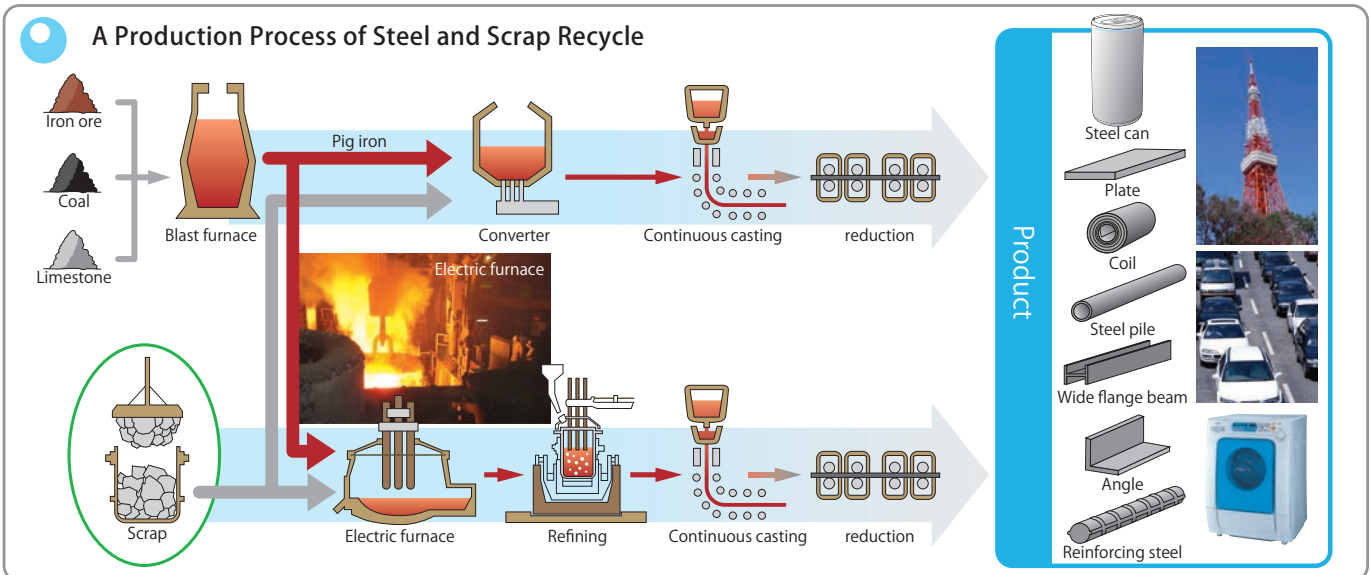 A Production Process of Steel and Scrap Recycle
Iron ore
Coal
Limestone
Blast furnace
Pig iron
Converter
Continuous casting
reduction
Electric furnace
Scrap
Electric furnace
Refining
Continuous casting
reduction
Product
Steel can
Plate
Coil
Steel pile
Wide flange beam
Angle
Reinforcing steel